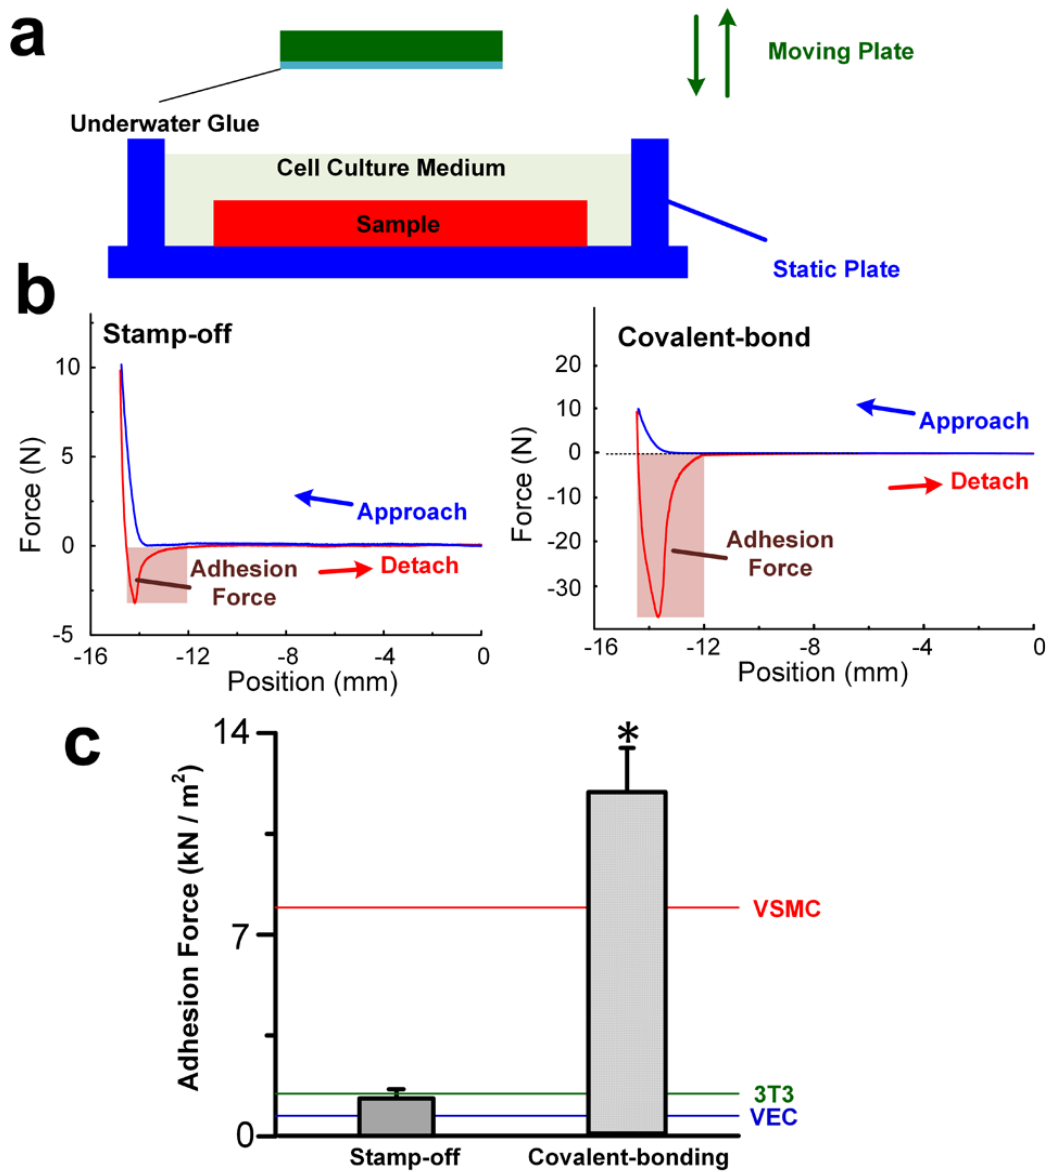 a
Moving Plate
Underwater Glue
Cell Culture Medium
Sample
Static Plate
b
Stamp-off
10
5
0
-5
Force (N)
Approach
Detach
Adhesion
Force
-16
-12
-8
-4
0
Position (mm)
Covalent-bond
20
10
0
-10
-20
-30
Force (N)
Approach
Detach
Adhesion
Force
-16
-12
-8
-4
0
Position (mm)
c
14
7
0
Adhesion Force (kN / m²)
*
VSMC
3T3
VEC
Stamp-off
Covalent-bonding